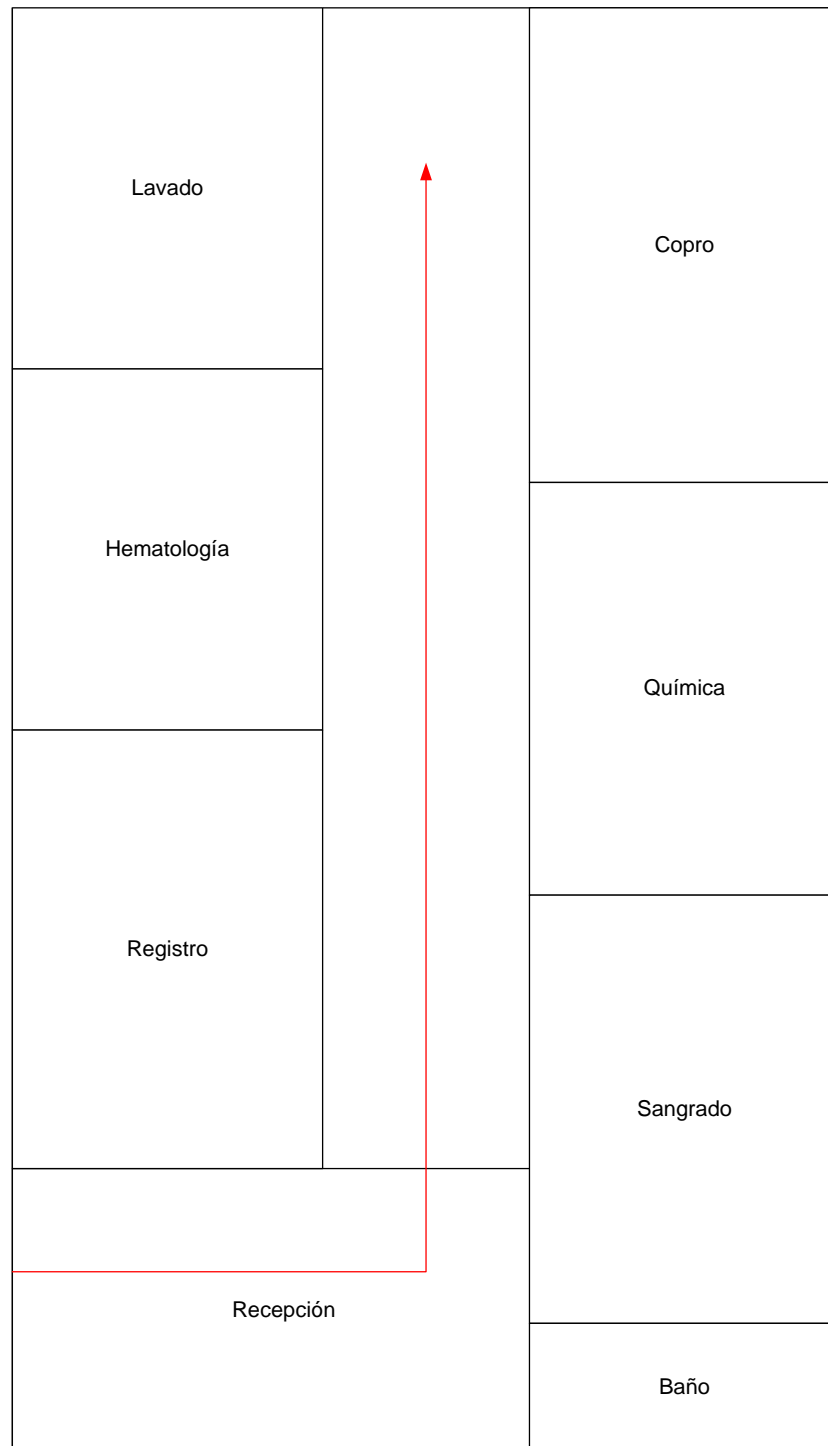 Lavado
Copro
Hematología
Química
Registro
Sangrado
Recepción
Baño